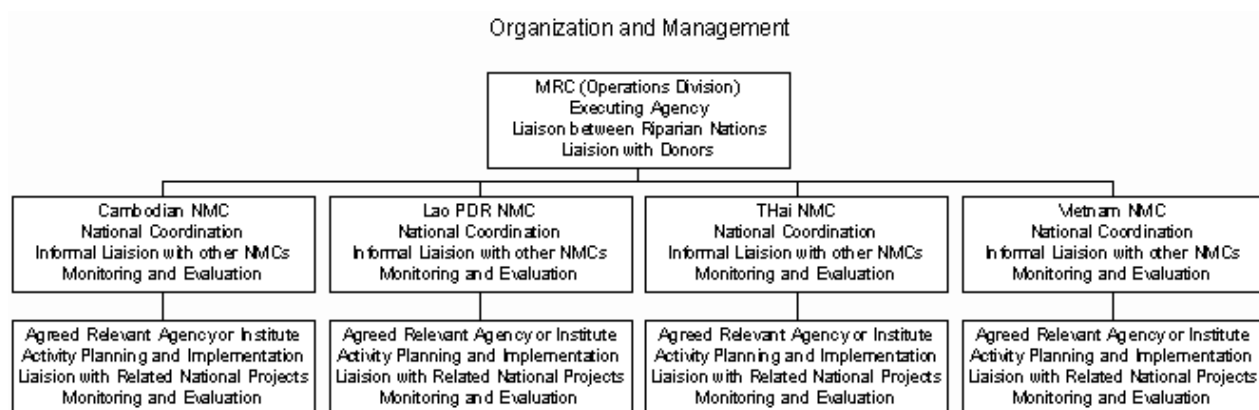 Organization and Management
MRC (Operations Division)
Executing Agency
Liaison between Riparian Nations
Liaision with Donors
Cambodian NMC
National Coordination
Informal Liaision with other NMCs
Monitoring and Evaluation
Lao PDR NMC
National Coordination
Informal Liaision with other NMCs
Monitoring and Evaluation
THai NMC
National Coordination
Informal Liaision with other NMCs
Monitoring and Evaluation
Vietnam NMC
National Coordination
Informal Liaision with other NMCs
Monitoring and Evaluation
Agreed Relevant Agency or Institute
Activity Planning and Implementation
Liaision with Related National Projects
Monitoring and Evaluation
Agreed Relevant Agency or Institute
Activity Planning and Implementation
Liaision with Related National Projects
Monitoring and Evaluation
Agreed Relevant Agency or Institute
Activity Planning and Implementation
Liaision with Related National Projects
Monitoring and Evaluation
Agreed Relevant Agency or Institute
Activity Planning and Implementation
Liaision with Related National Projects
Monitoring and Evaluation